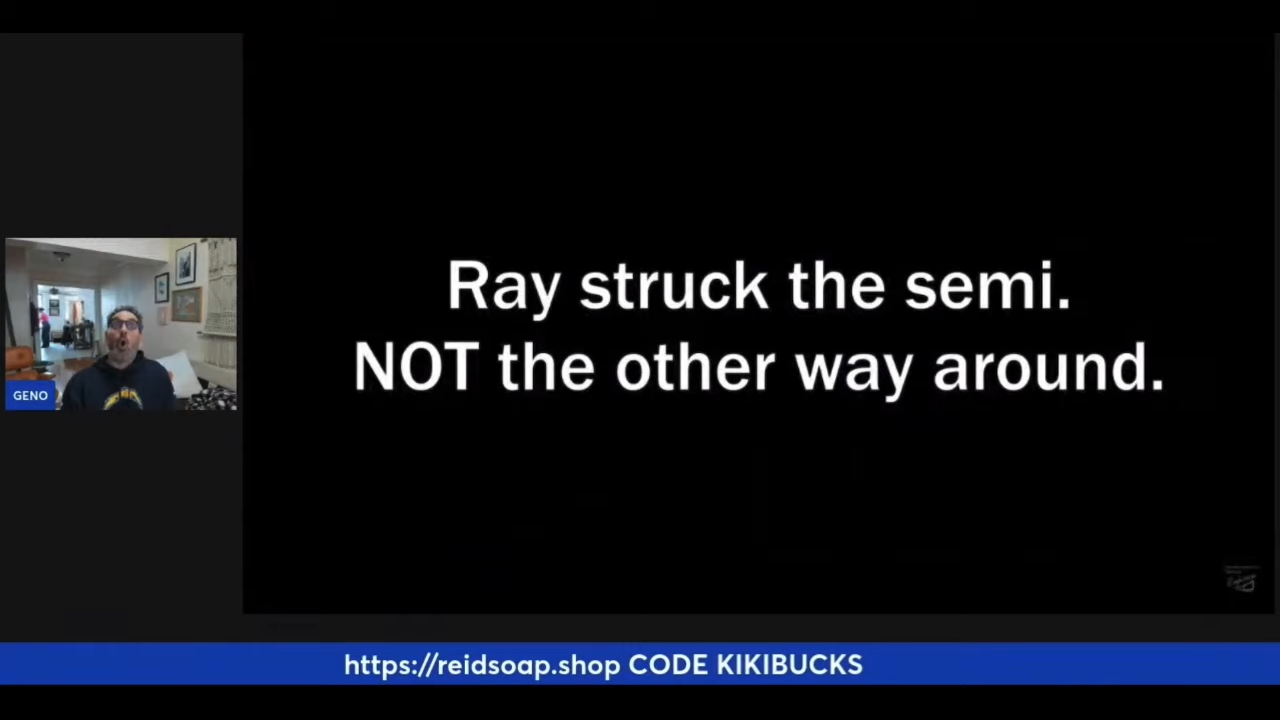 Ray struck the semi.
NOT the other way around.
GENO
https://reidsoap.shop CODE KIKIBUCKS